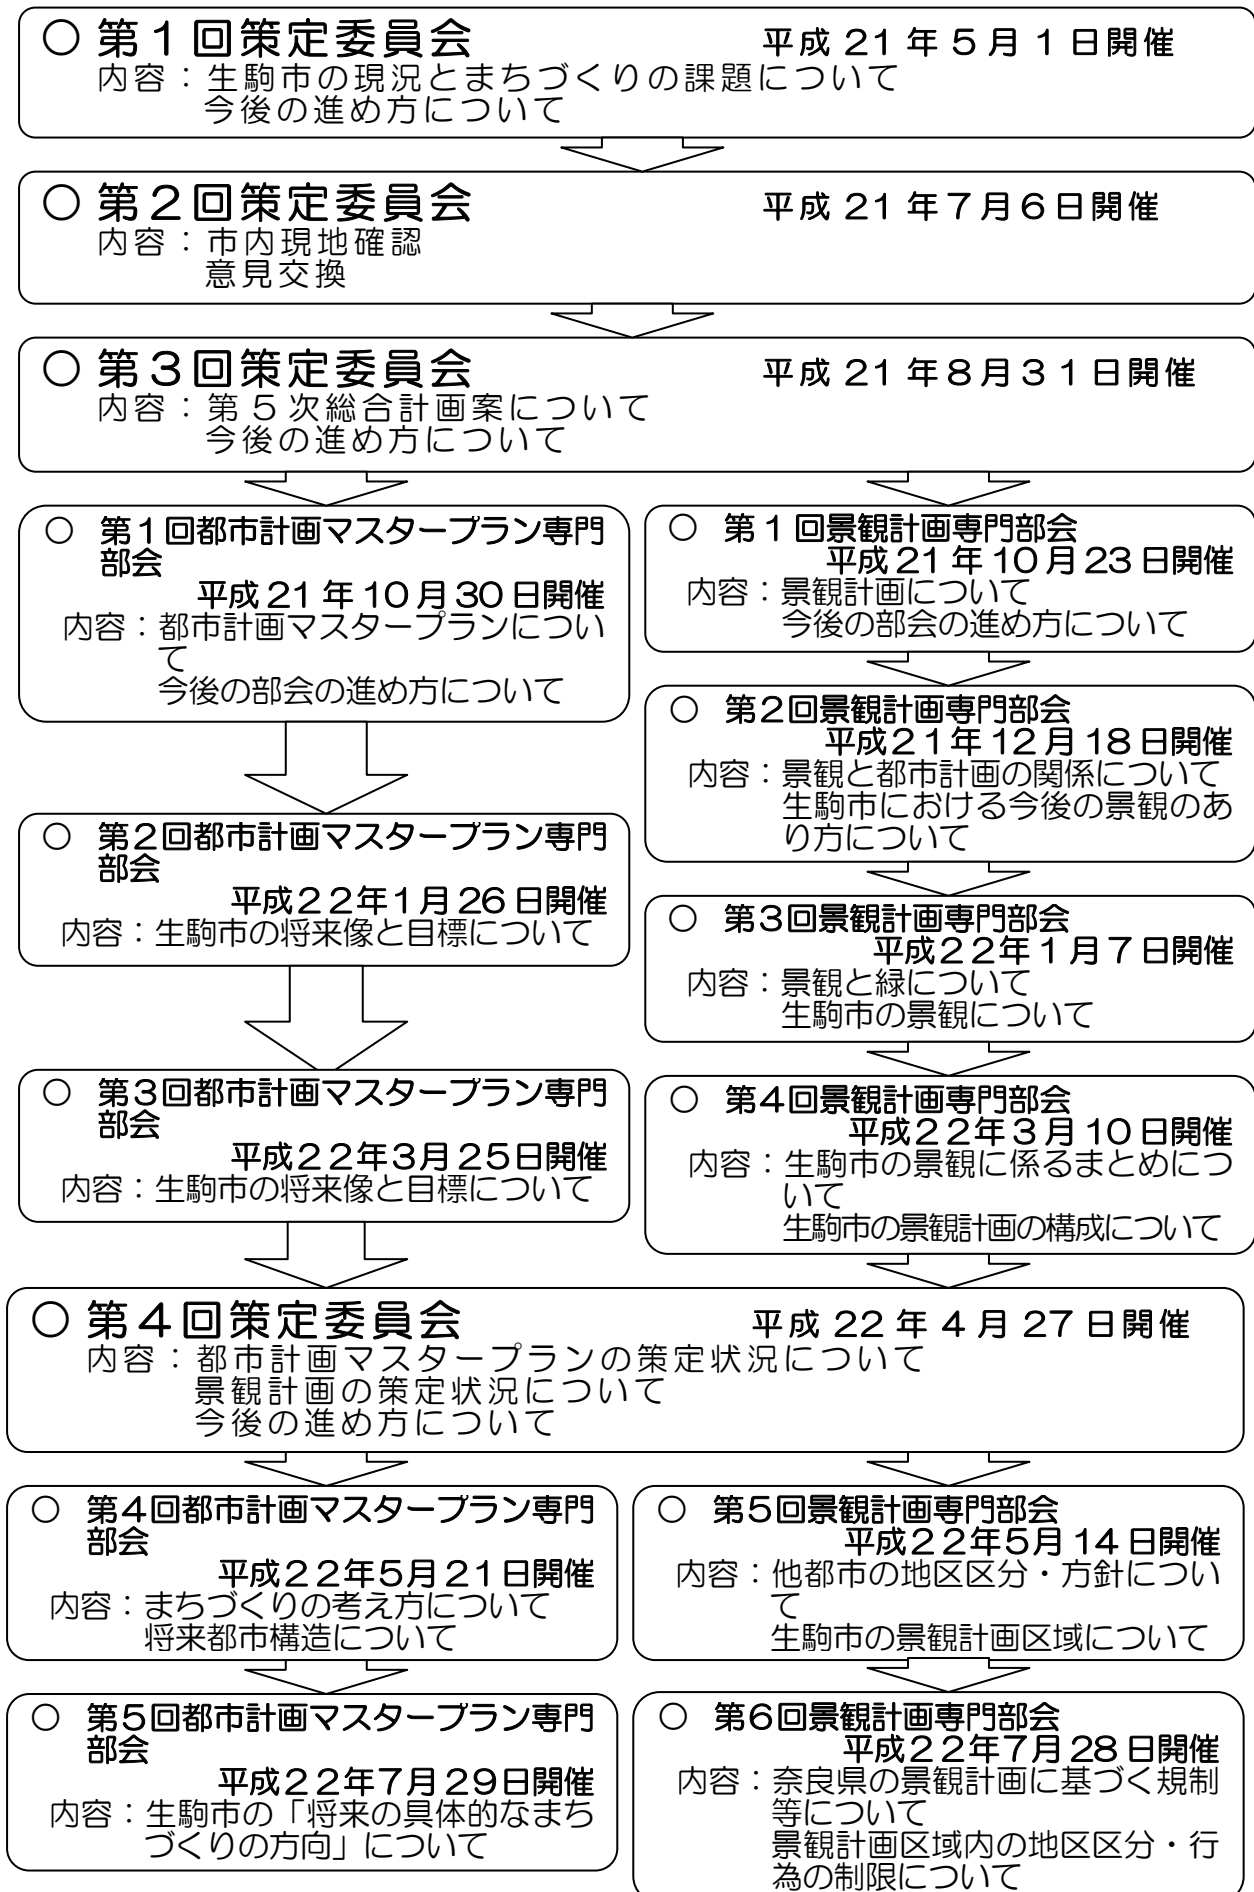 ○ 第１回策定委員会 平成 21 年５月１日開催
内容：生駒市の現況とまちづくりの課題について
今後の進め方について
○ 第２回策定委員会 平成 21 年７月６日開催
内容：市内現地確認
意見交換
○ 第３回策定委員会 平成 21 年８月３１日開催
内容：第５次総合計画案について
今後の進め方について
○ 第１回都市計画マスタープラン専門
部会
平成 21 年 10 月 30 日開催
内容：都市計画マスタープランについ
て
今後の部会の進め方について
○ 第２回都市計画マスタープラン専門
部会
平成２２年１月 26 日開催
内容：生駒市の将来像と目標について
○ 第３回都市計画マスタープラン専門
部会
平成２２年３月 25日開催
内容：生駒市の将来像と目標について
○ 第１回景観計画専門部会
平成 21 年 10 月 23 日開催
内容：景観計画について
今後の部会の進め方について
○ 第２回景観計画専門部会
平成２１年 12 月 18 日開催
内容：景観と都市計画の関係について
生駒市における今後の景観のあ
り方について
○ 第３回景観計画専門部会
平成２２年１月７日開催
内容：景観と緑について
生駒市の景観について
○ 第４回景観計画専門部会
平成２２年３月 10 日開催
内容：生駒市の景観に係るまとめにつ
いて
生駒市の景観計画の構成について
○ 第４回策定委員会 平成 22 年 4 月 27 日開催
内容：都市計画マスタープランの策定状況について
景観計画の策定状況について
今後の進め方について
○ 第４回都市計画マスタープラン専門
部会
平成２２年５月 21 日開催
内容：まちづくりの考え方について
将来都市構造について
○ 第５回都市計画マスタープラン専門
部会
平成２２年７月 29日開催
内容：生駒市の「将来の具体的なまち
づくりの方向」について
○ 第５回景観計画専門部会
平成２２年５月 14 日開催
内容：他都市の地区区分・方針につい
て
生駒市の景観計画区域について
○ 第６回景観計画専門部会
平成２２年７月 28 日開催
内容：奈良県の景観計画に基づく規制
等について
景観計画区域内の地区区分・行
為の制限について